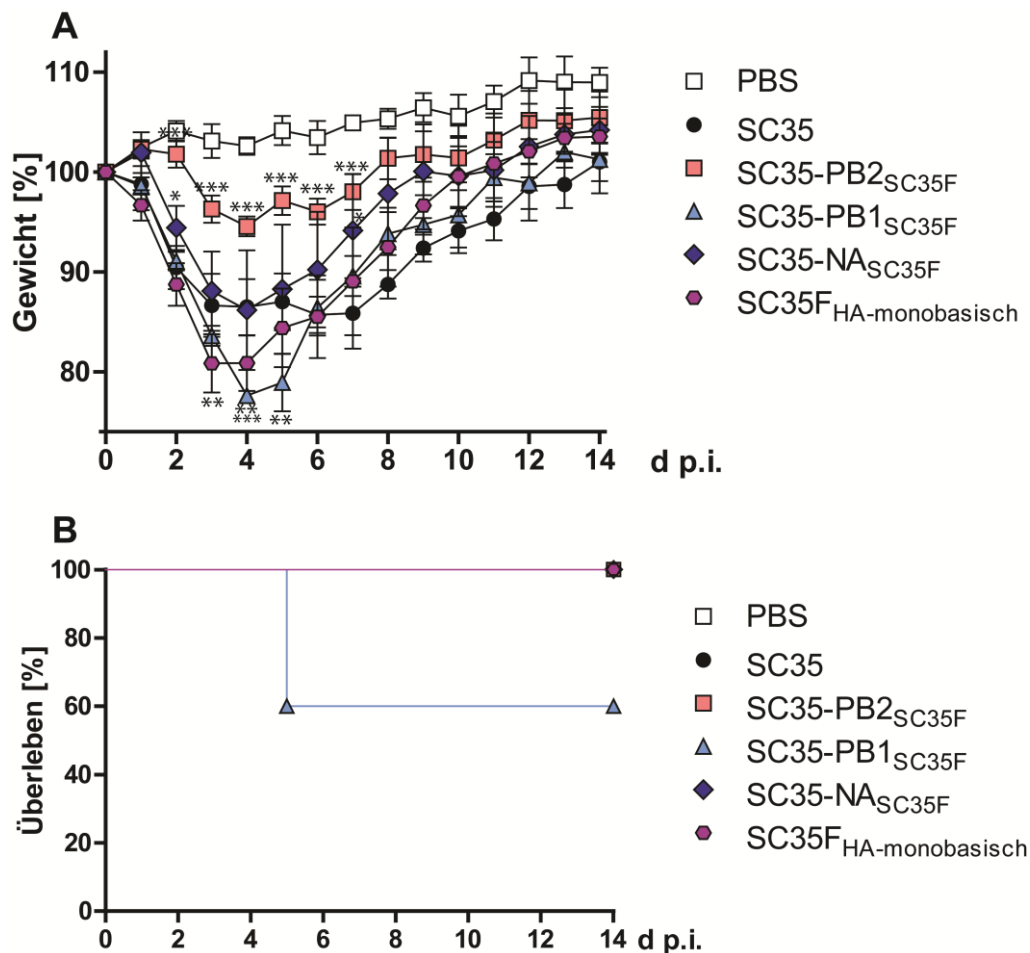 A
Gewicht [%]
110
100
90
80
0 2 4 6 8 10 12 14 d p.i.
*** * *** *** *** *** *** *
** ** *** **
PBS
SC35
SC35-PB2SC35F
SC35-PB1SC35F
SC35-NASC35F
SC35FHA-monobasisch
B
Überleben [%]
100
80
60
40
20
0
0 2 4 6 8 10 12 14 d p.i.
PBS
SC35
SC35-PB2SC35F
SC35-PB1SC35F
SC35-NASC35F
SC35FHA-monobasisch